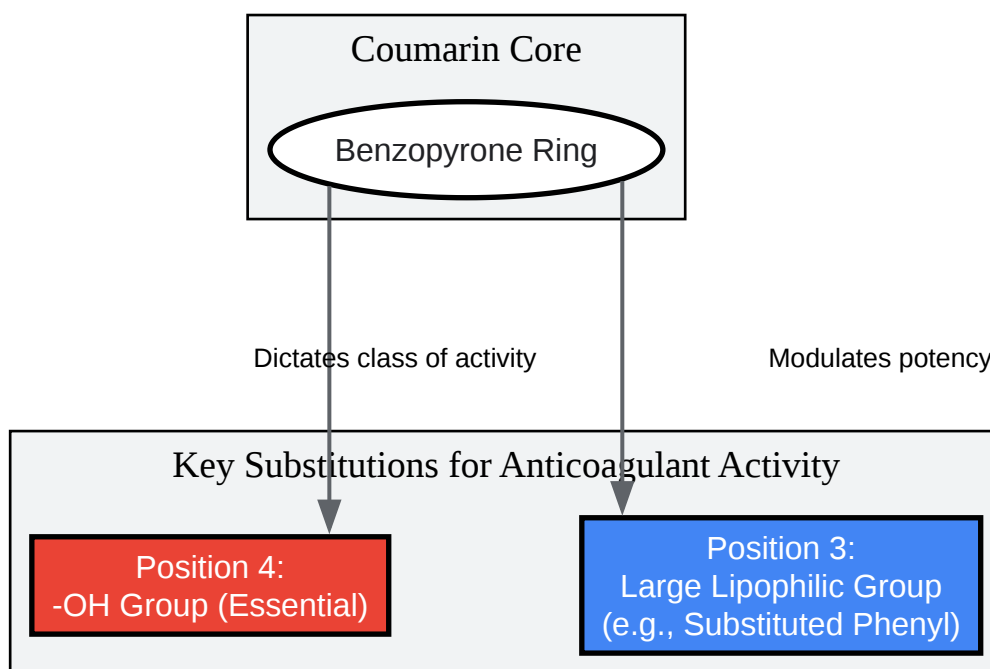 Coumarin Core
Benzopyrone Ring
Dictates class of activity
Modulates potency
Key Substitutions for Anticoagulant Activity
Position 4:
-OH Group (Essential)
Position 3:
Large Lipophilic Group
(e.g., Substituted Phenyl)